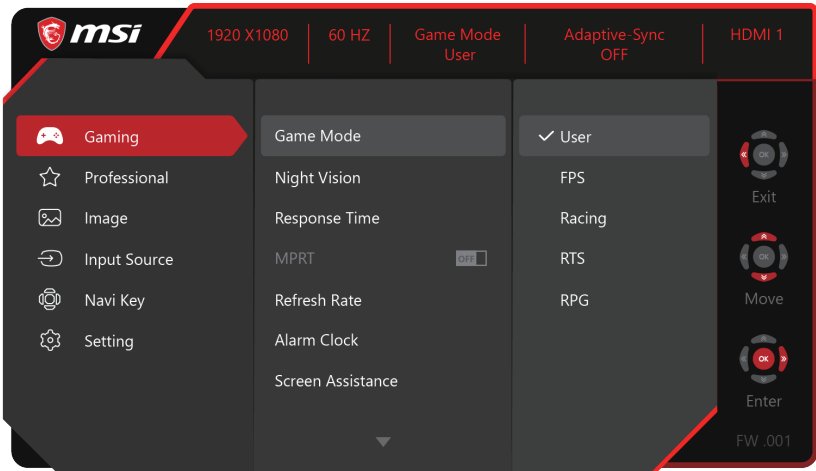 msi
1920 X1080
60 HZ
Game Mode
User
Adaptive-Sync
OFF
HDMI 1
Gaming
Professional
Image
Input Source
Navi Key
Setting
Game Mode
Night Vision
Response Time
MPRT
OFF
Refresh Rate
Alarm Clock
Screen Assistance
User
FPS
Racing
RTS
RPG
OK
Exit
OK
Move
OK
Enter
FW .001